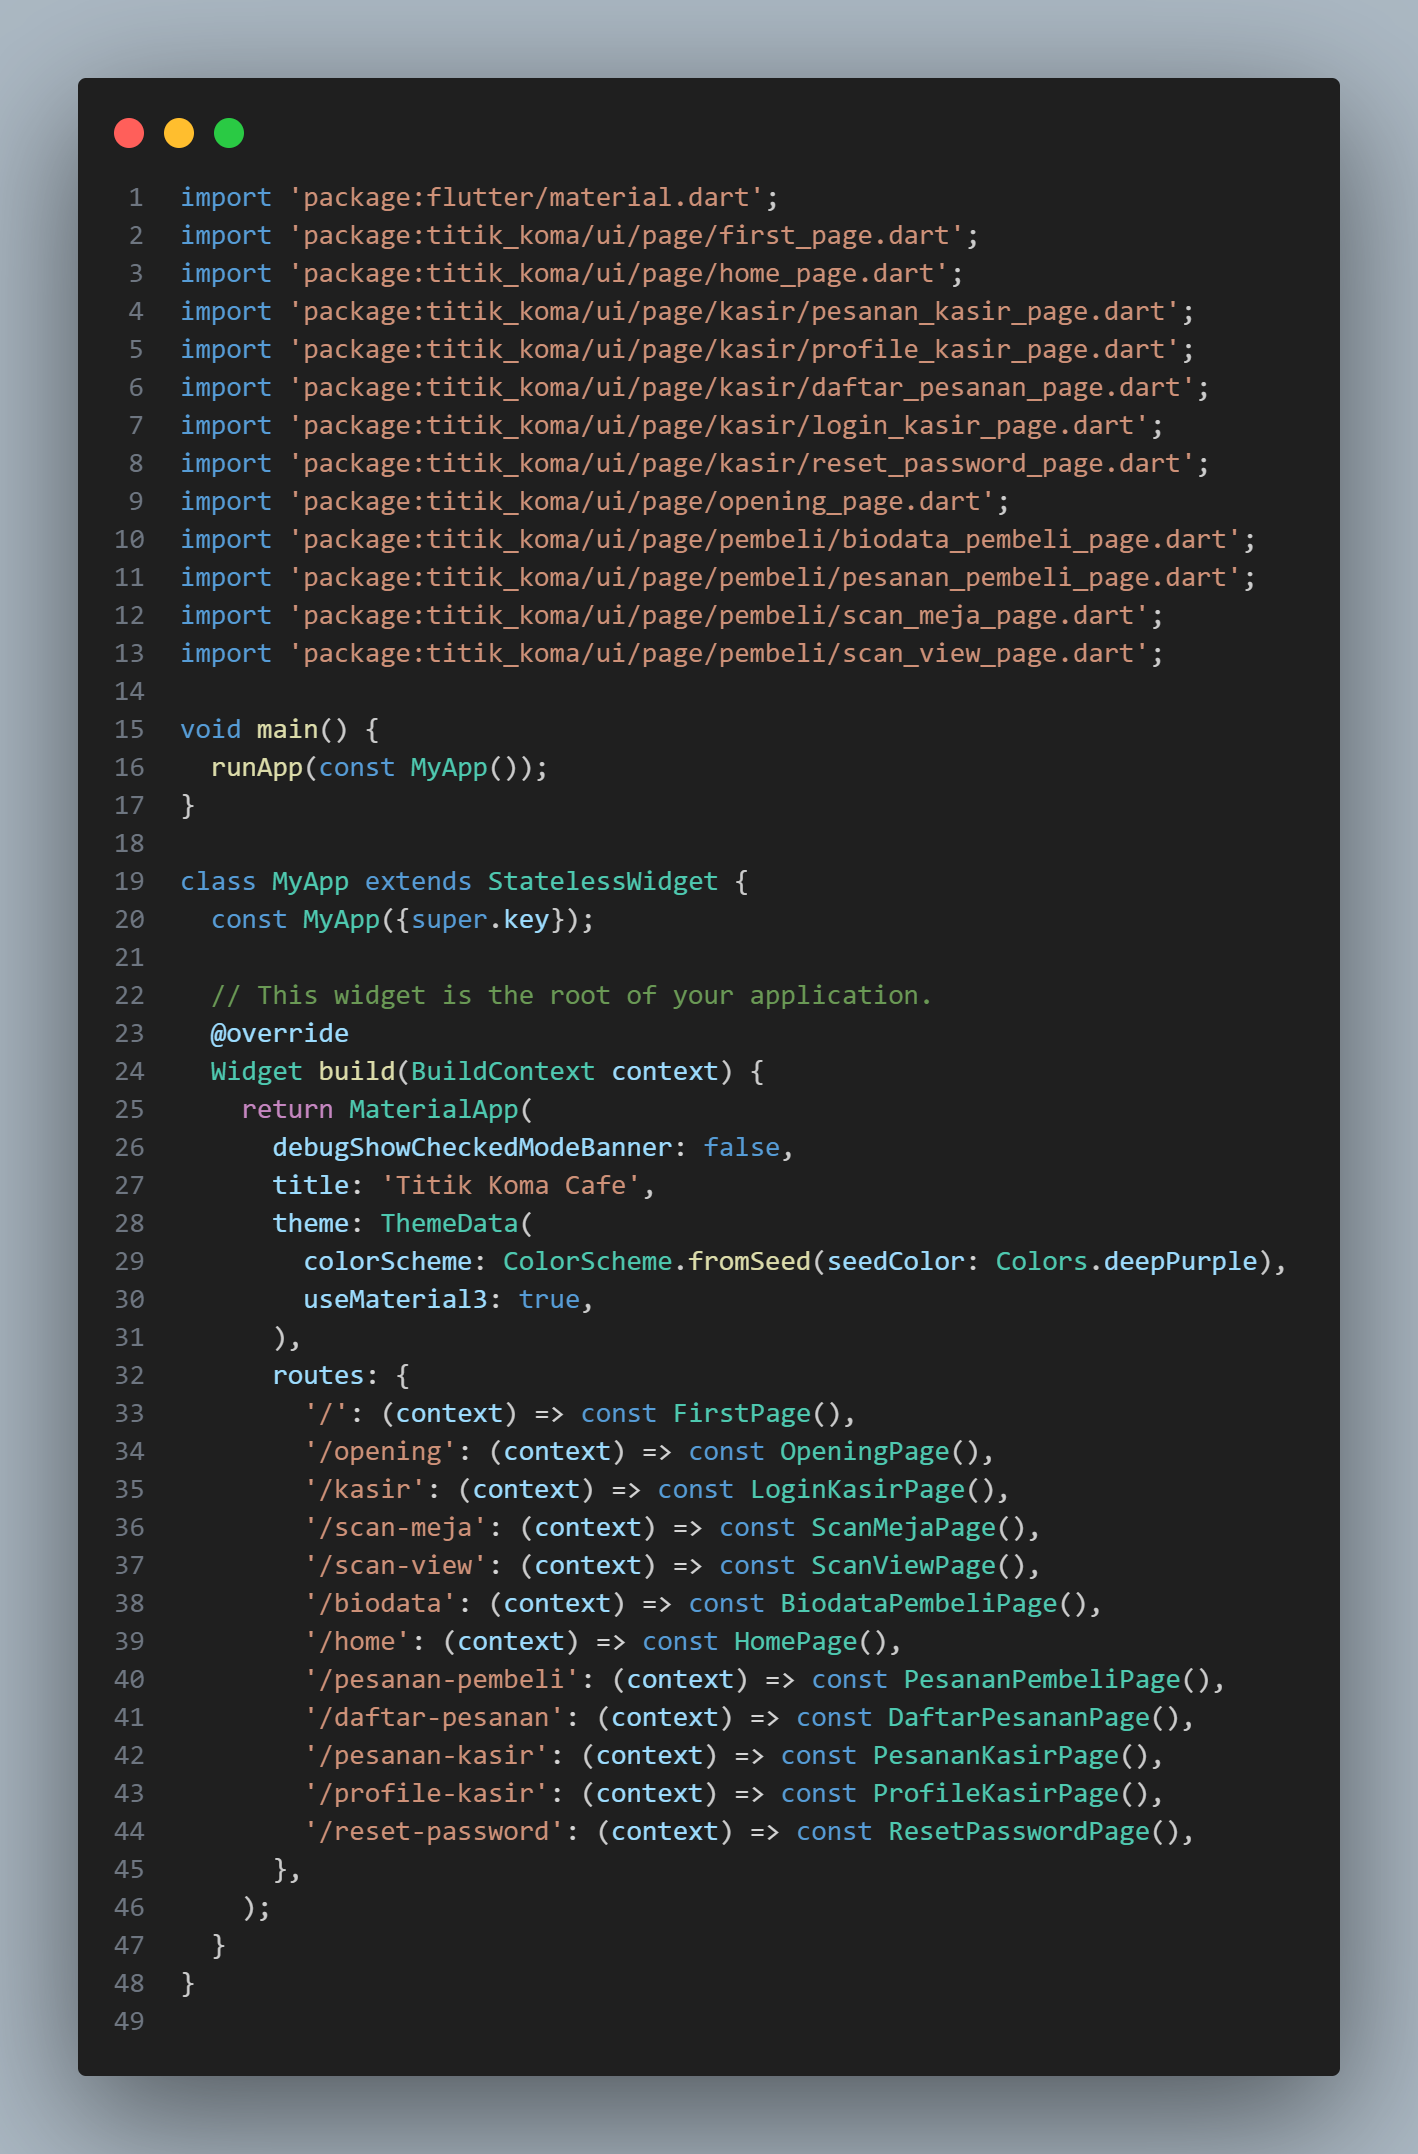 1 import 'package:flutter/material.dart';
2 import 'package:titik_koma/ui/page/first_page.dart';
3 import 'package:titik_koma/ui/page/home_page.dart';
4 import 'package:titik_koma/ui/page/kasir/pesanan_kasir_page.dart';
5 import 'package:titik_koma/ui/page/kasir/profile_kasir_page.dart';
6 import 'package:titik_koma/ui/page/kasir/daftar_pesanan_page.dart';
7 import 'package:titik_koma/ui/page/kasir/login_kasir_page.dart';
8 import 'package:titik_koma/ui/page/kasir/reset_password_page.dart';
9 import 'package:titik_koma/ui/page/opening_page.dart';
10 import 'package:titik_koma/ui/page/pembeli/biodata_pembeli_page.dart';
11 import 'package:titik_koma/ui/page/pembeli/pesanan_pembeli_page.dart';
12 import 'package:titik_koma/ui/page/pembeli/scan_meja_page.dart';
13 import 'package:titik_koma/ui/page/pembeli/scan_view_page.dart';
14
15 void main() {
16   runApp(const MyApp());
17 }
18
19 class MyApp extends StatelessWidget {
20   const MyApp({super.key});
21
22   // This widget is the root of your application.
23   @override
24   Widget build(BuildContext context) {
25     return MaterialApp(
26       debugShowCheckedModeBanner: false,
27       title: 'Titik Koma Cafe',
28       theme: ThemeData(
29         colorScheme: ColorScheme.fromSeed(seedColor: Colors.deepPurple),
30         useMaterial3: true,
31       ),
32       routes: {
33         '/': (context) => const FirstPage(),
34         '/opening': (context) => const OpeningPage(),
35         '/kasir': (context) => const LoginKasirPage(),
36         '/scan-meja': (context) => const ScanMejaPage(),
37         '/scan-view': (context) => const ScanViewPage(),
38         '/biodata': (context) => const BiodataPembeliPage(),
39         '/home': (context) => const HomePage(),
40         '/pesanan-pembeli': (context) => const PesananPembeliPage(),
41         '/daftar-pesanan': (context) => const DaftarPesananPage(),
42         '/pesanan-kasir': (context) => const PesananKasirPage(),
43         '/profile-kasir': (context) => const ProfileKasirPage(),
44         '/reset-password': (context) => const ResetPasswordPage(),
45       },
46     );
47   }
48 }
49